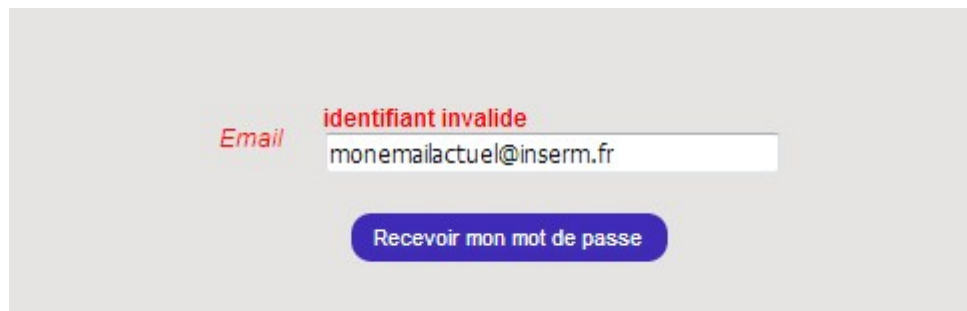 identifiant invalide
Email
monemailactuel@inserm.fr
Recevoir mon mot de passe